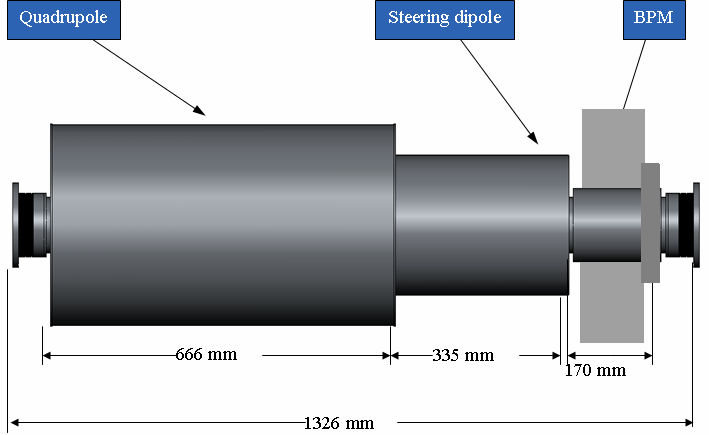 Quadrupole
Steering dipole
BPM
666 mm
335 mm
170 mm
1326 mm